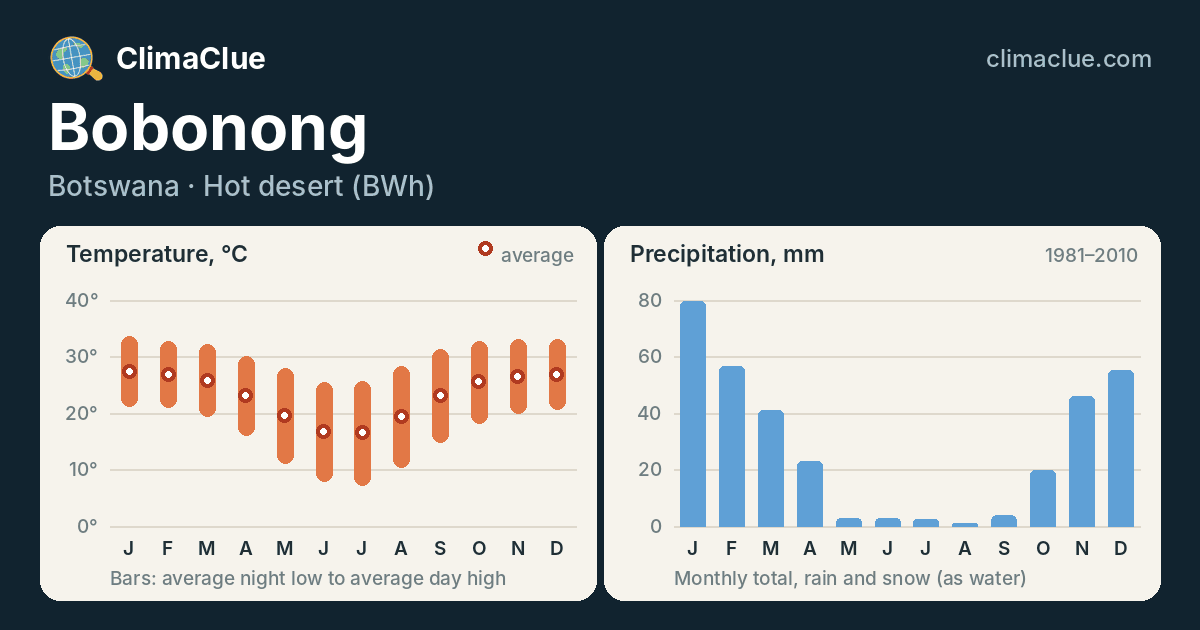 ClimaClue
climaclue.com
Bobonong
Botswana · Hot desert (BWh)
Temperature, °C
average
40°
30°
20°
10°
0°
J F M A M J J A S O N D
Bars: average night low to average day high
Precipitation, mm
1981–2010
80
60
40
20
0
J F M A M J J A S O N D
Monthly total, rain and snow (as water)